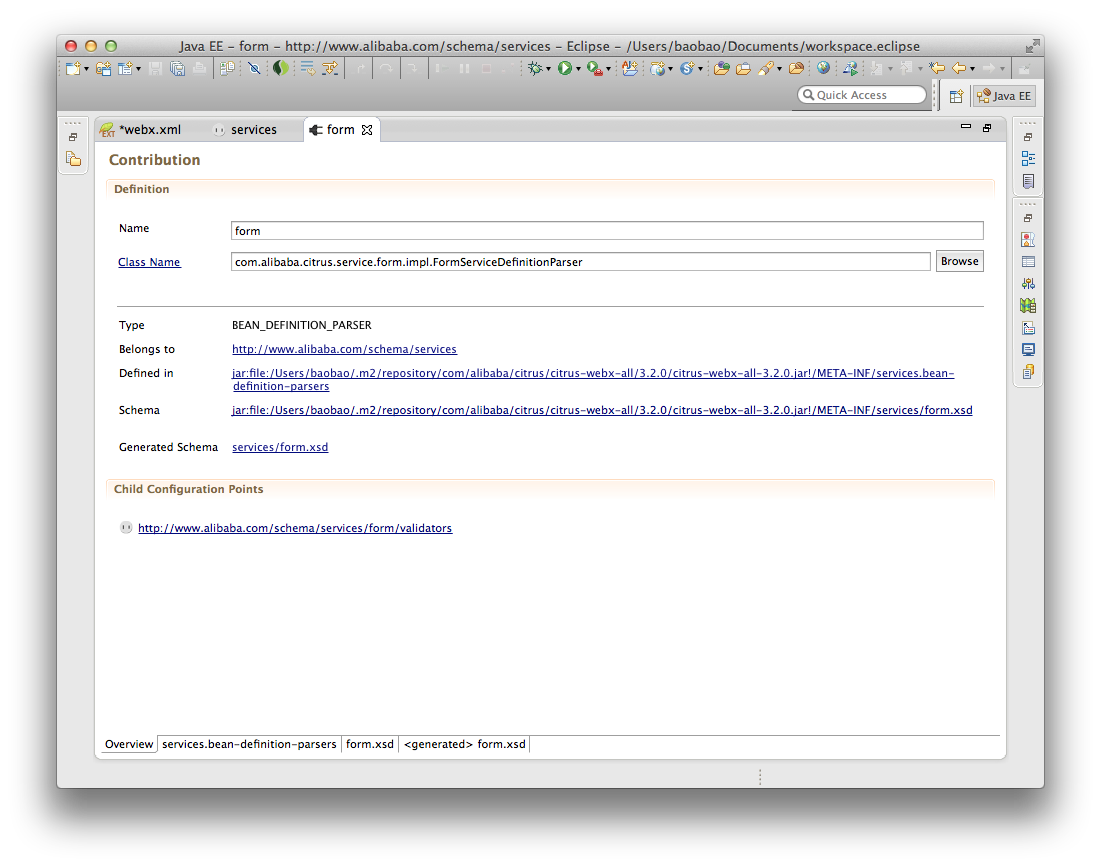 Java EE – form – http://www.alibaba.com/schema/services – Eclipse – /Users/baobao/Documents/workspace.eclipse
Quick Access
Java EE
EXT *webx.xml services form
Contribution
Definition
Name form
Class Name com.alibaba.citrus.service.form.impl.FormServiceDefinitionParser Browse
Type BEAN_DEFINITION_PARSER
Belongs to http://www.alibaba.com/schema/services
Defined in jar:file:/Users/baobao/.m2/repository/com/alibaba/citrus/citrus-webx-all/3.2.0/citrus-webx-all-3.2.0.jar!/META-INF/services.bean-
definition-parsers
Schema jar:file:/Users/baobao/.m2/repository/com/alibaba/citrus/citrus-webx-all/3.2.0/citrus-webx-all-3.2.0.jar!/META-INF/services/form.xsd
Generated Schema services/form.xsd
Child Configuration Points
http://www.alibaba.com/schema/services/form/validators
Overview services.bean-definition-parsers form.xsd <generated> form.xsd